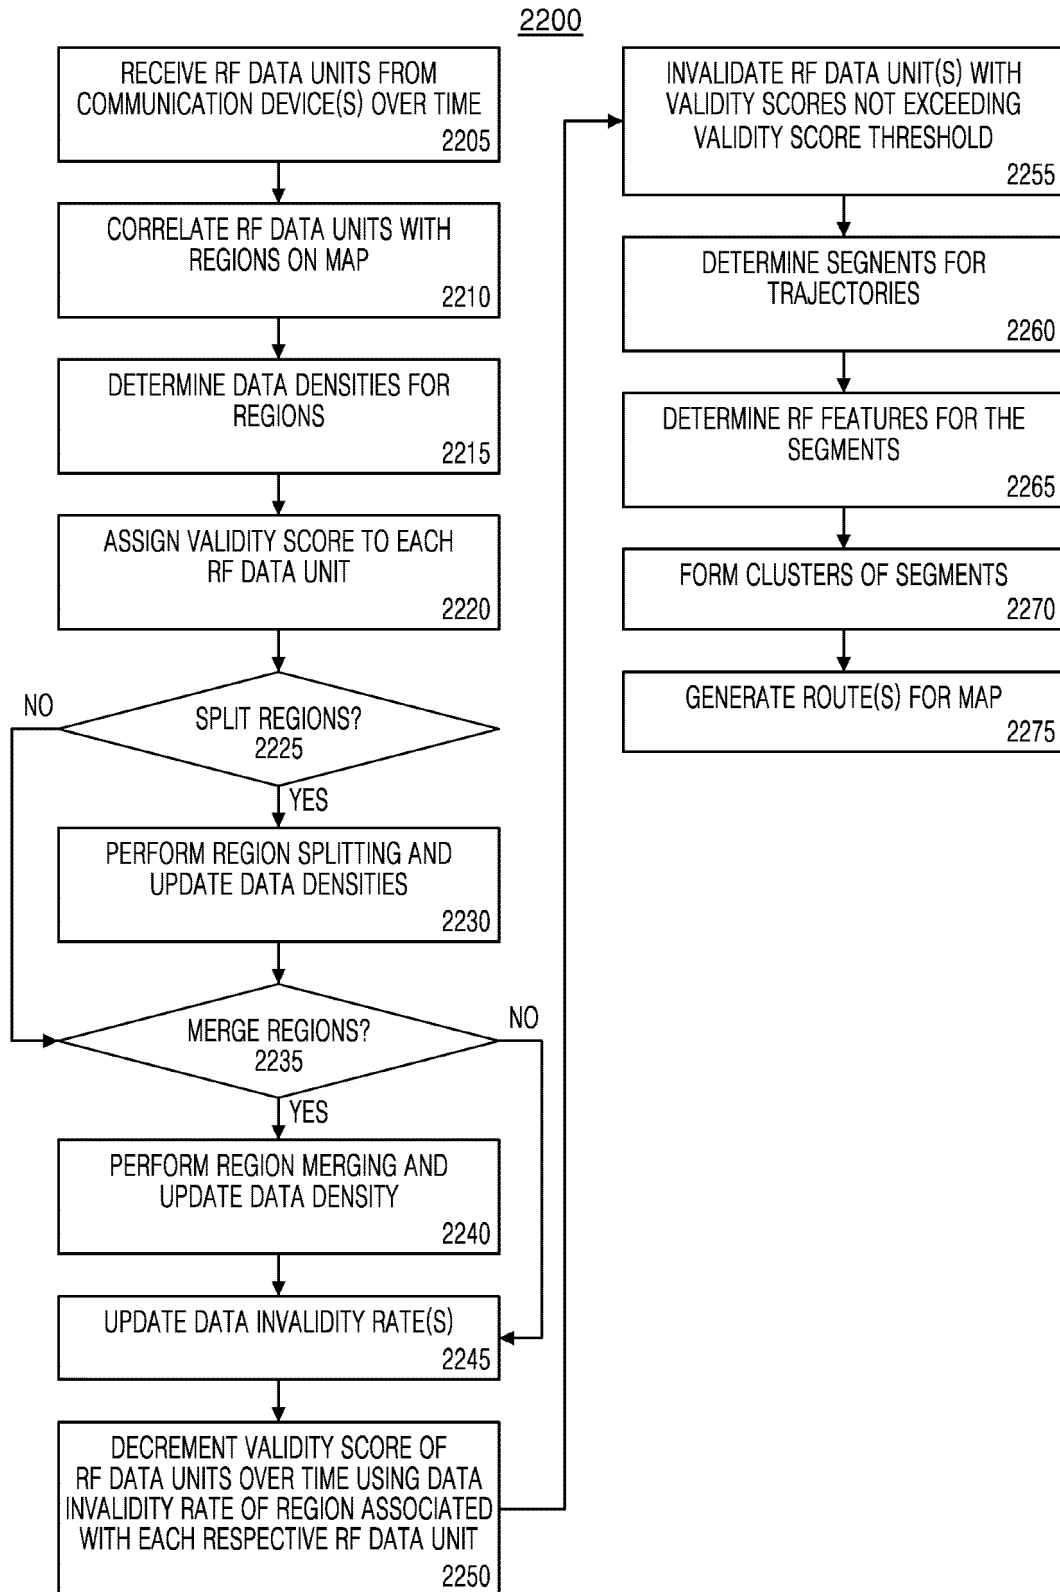 2200
RECEIVE RF DATA UNITS FROM
COMMUNICATION DEVICE(S) OVER TIME
2205
CORRELATE RF DATA UNITS WITH
REGIONS ON MAP
2210
DETERMINE DATA DENSITIES FOR
REGIONS
2215
ASSIGN VALIDITY SCORE TO EACH
RF DATA UNIT
2220
NO
SPLIT REGIONS?
2225
YES
PERFORM REGION SPLITTING AND
UPDATE DATA DENSITIES
2230
MERGE REGIONS?
2235
NO
YES
PERFORM REGION MERGING AND
UPDATE DATA DENSITY
2240
UPDATE DATA INVALIDITY RATE(S)
2245
DECREMENT VALIDITY SCORE OF
RF DATA UNITS OVER TIME USING DATA
INVALIDITY RATE OF REGION ASSOCIATED
WITH EACH RESPECTIVE RF DATA UNIT
2250
INVALIDATE RF DATA UNIT(S) WITH
VALIDITY SCORES NOT EXCEEDING
VALIDITY SCORE THRESHOLD
2255
DETERMINE SEGNENTS FOR
TRAJECTORIES
2260
DETERMINE RF FEATURES FOR THE
SEGMENTS
2265
FORM CLUSTERS OF SEGMENTS
2270
GENERATE ROUTE(S) FOR MAP
2275